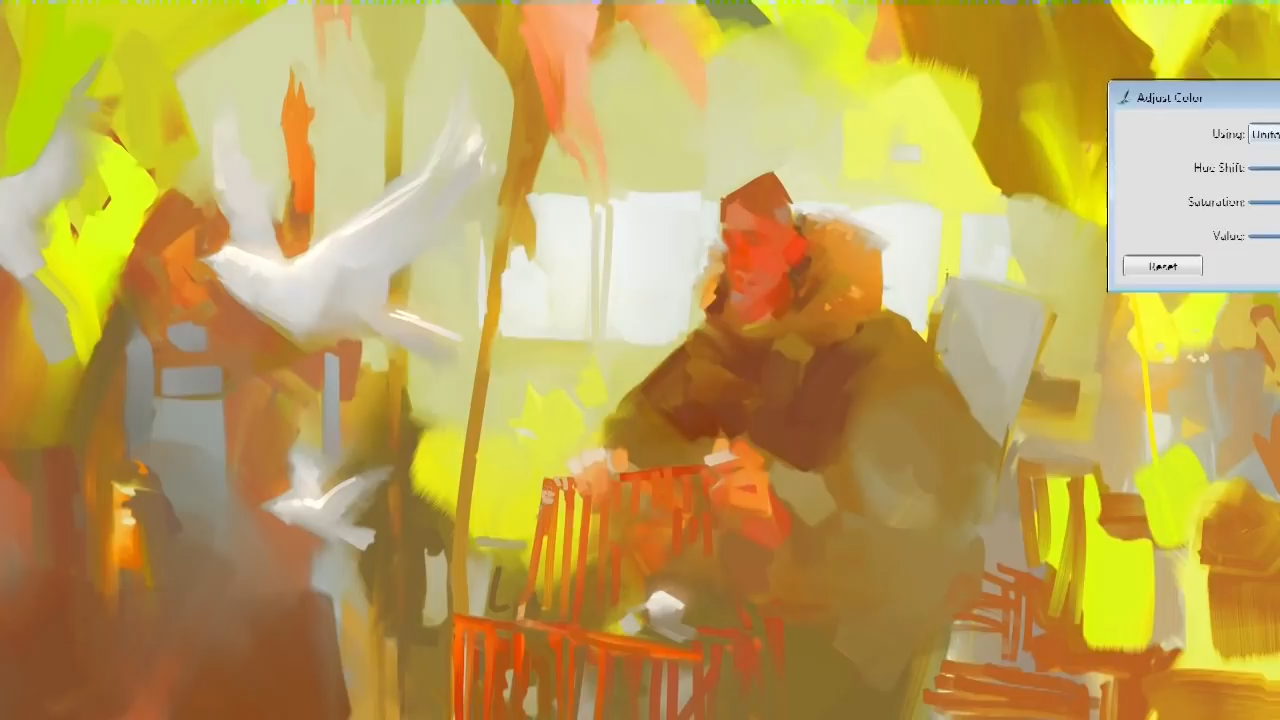 Adjust Color
Using:
Hue Shift:
Saturation:
Value:
Reset